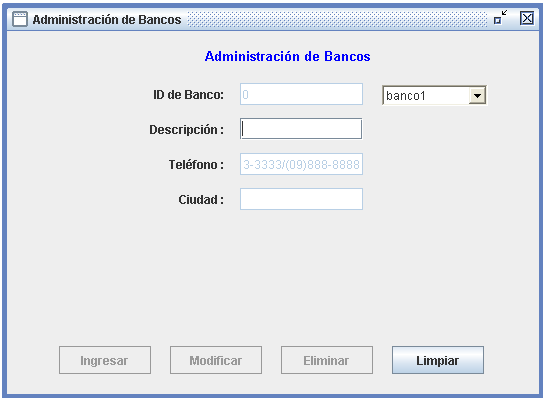 Administración de Bancos
Administración de Bancos
ID de Banco: 0 banco1
Descripción :
Teléfono : 3-3333/(09)888-8888
Ciudad :
Ingresar Modificar Eliminar Limpiar